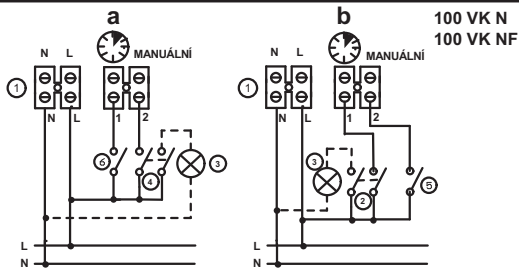 a b 100 VK N
100 VK NF
N L MANUÁLNÍ N L MANUÁLNÍ
1 1
N L 1 2 N L 1 2
6 4 3 3 2 5
L L
N N